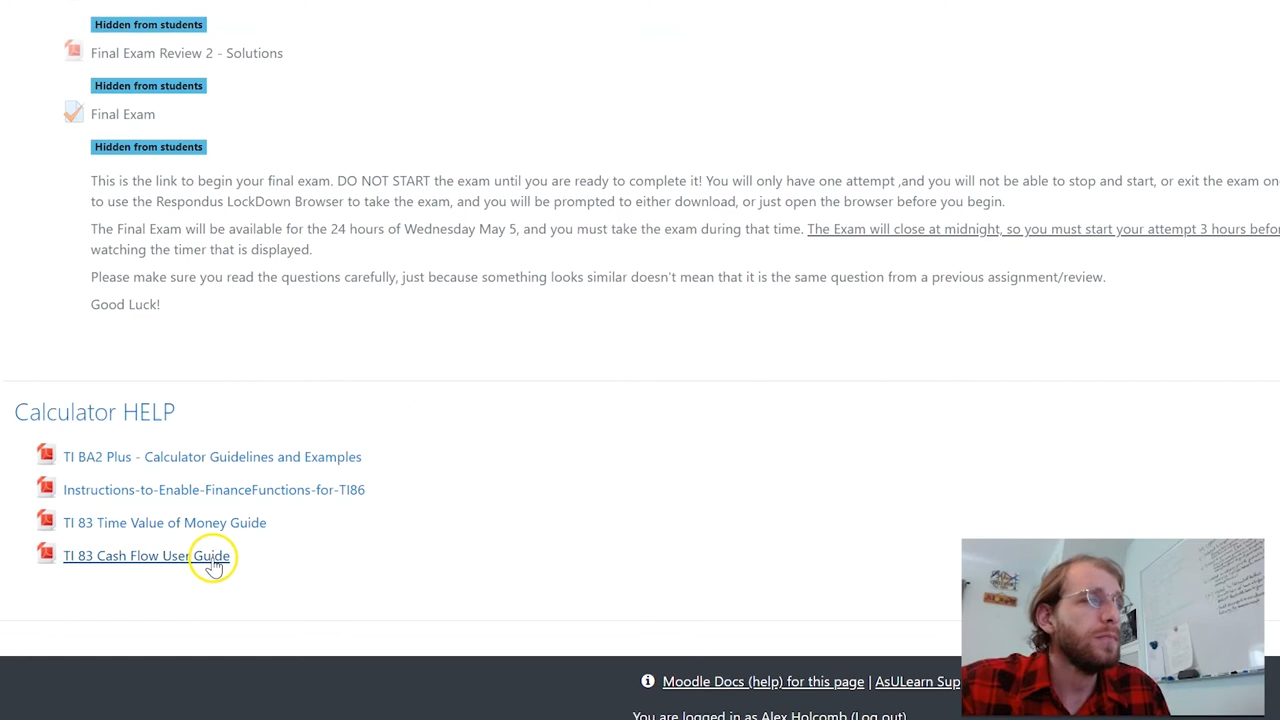 Hidden from students
Final Exam Review 2 - Solutions
Hidden from students
Final Exam
Hidden from students
This is the link to begin your final exam. DO NOT START the exam until you are ready to complete it! You will only have one attempt ,and you will not be able to stop and start, or exit the exam
to use the Respondus LockDown Browser to take the exam, and you will be prompted to either download, or just open the browser before you begin.
The Final Exam will be available for the 24 hours of Wednesday May 5, and you must take the exam during that time. The Exam will close at midnight, so you must start your attempt 3 hours
watching the timer that is displayed.
Please make sure you read the questions carefully, just because something looks similar doesn't mean that it is the same question from a previous assignment/review.
Good Luck!
Calculator HELP
TI BA2 Plus - Calculator Guidelines and Examples
Instructions-to-Enable-FinanceFunctions-for-TI86
TI 83 Time Value of Money Guide
TI 83 Cash Flow User Guide
Moodle Docs (help) for this page | AsULearn Sup
You are logged in as Alex Holcomb (Log out)